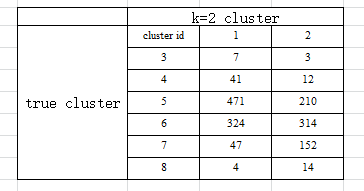 k=2 cluster
cluster id 1 2
3 7 3
4 41 12
true cluster 5 471 210
6 324 314
7 47 152
8 4 14